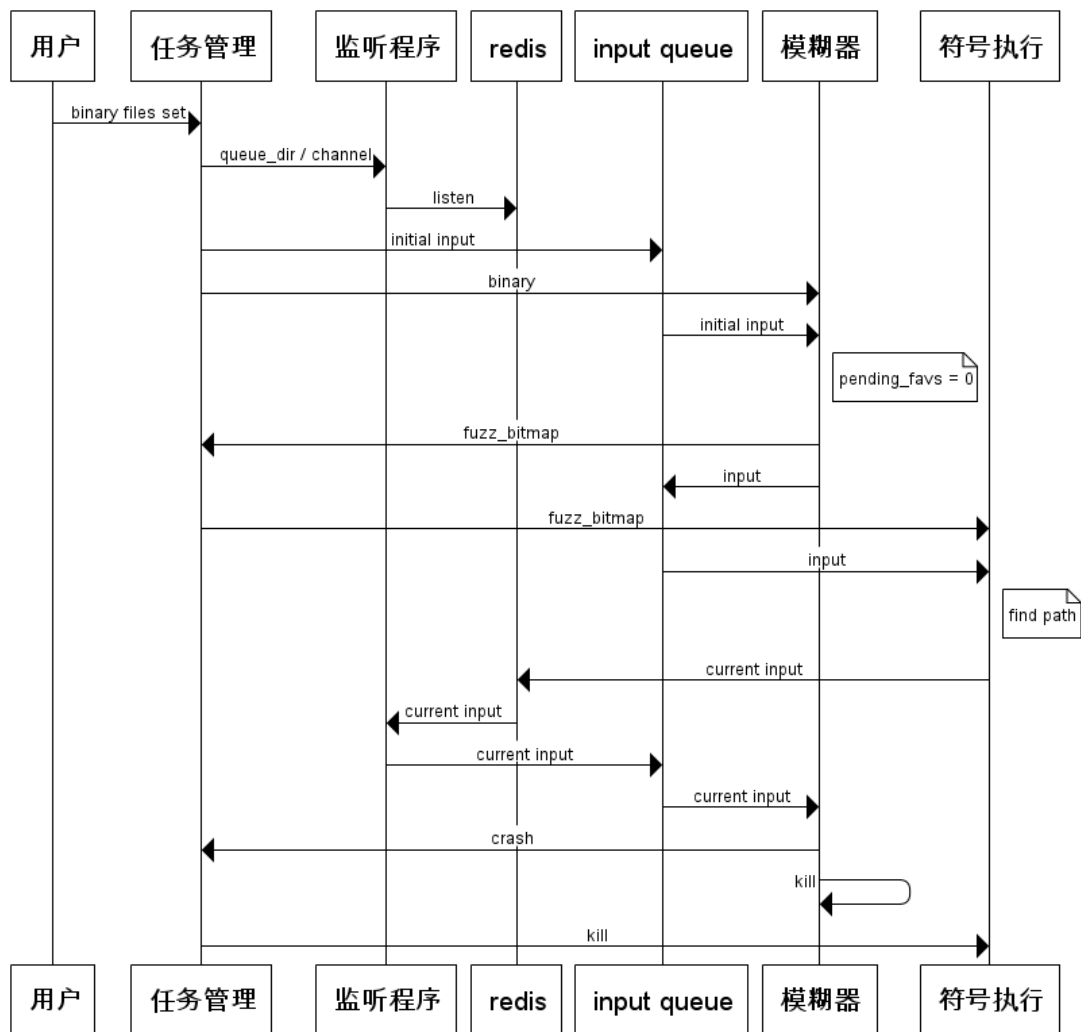 用户 任务管理 监听程序 redis input queue 模糊器 符号执行
binary files set
queue_dir / channel
listen
initial input
binary
initial input
pending_favs = 0
fuzz_bitmap
input
fuzz_bitmap
input
find path
current input
current input
current input
current input
crash
kill
kill
用户 任务管理 监听程序 redis input queue 模糊器 符号执行